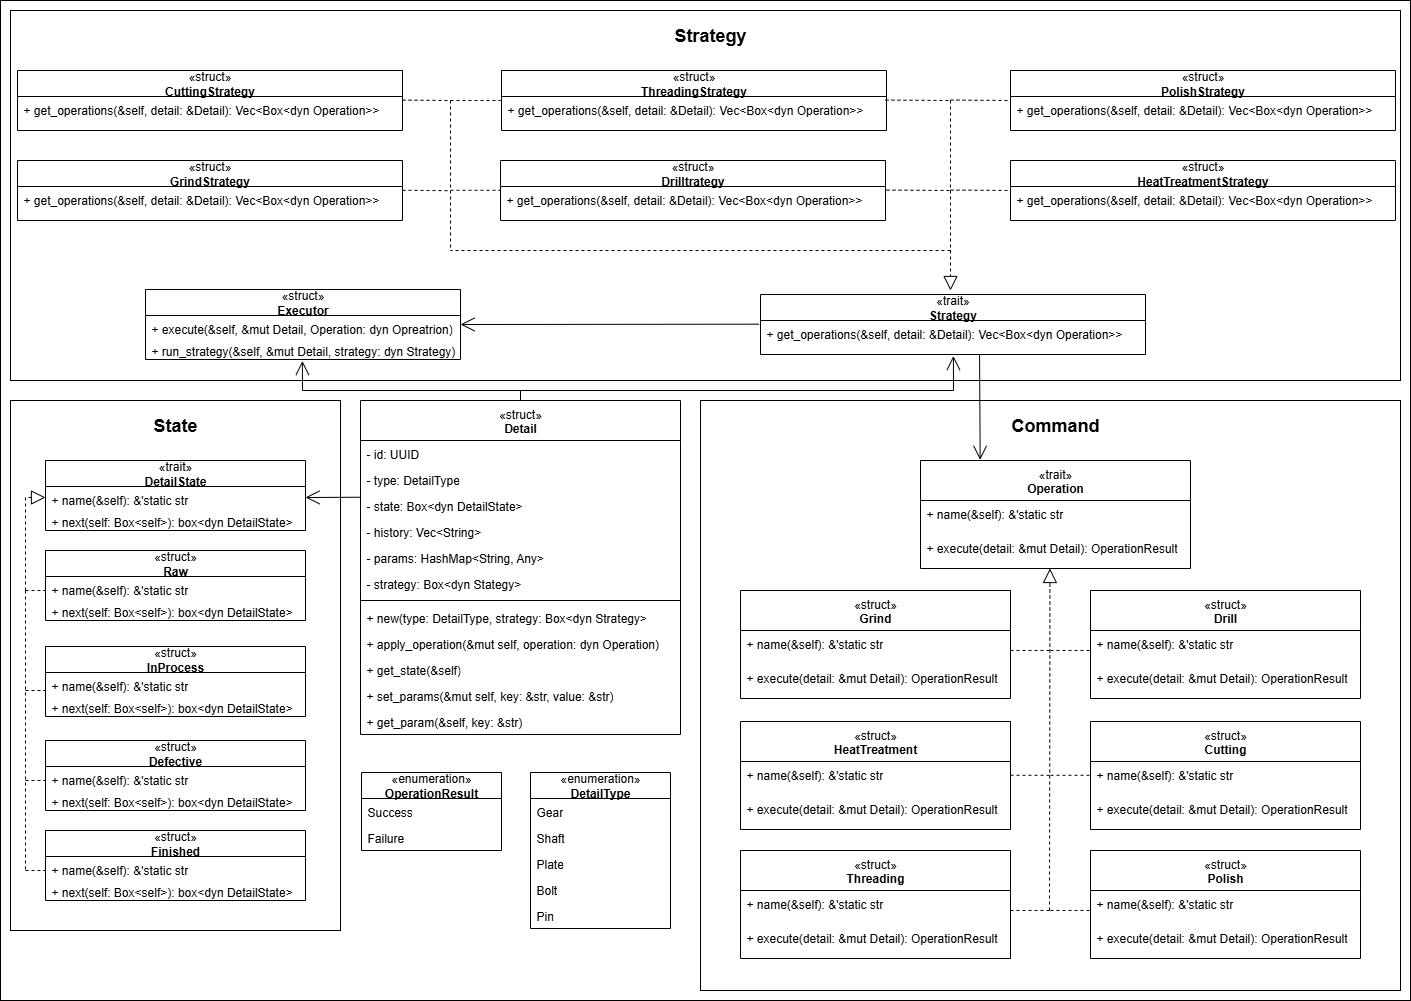 Strategy
«struct»
CuttingStrategy
+ get_operations(&self, detail: &Detail): Vec<Box<dyn Operation>>
«struct»
ThreadingStrategy
+ get_operations(&self, detail: &Detail): Vec<Box<dyn Operation>>
«struct»
PolishStrategy
+ get_operations(&self, detail: &Detail): Vec<Box<dyn Operation>>
«struct»
GrindStrategy
+ get_operations(&self, detail: &Detail): Vec<Box<dyn Operation>>
«struct»
Drilltrategy
+ get_operations(&self, detail: &Detail): Vec<Box<dyn Operation>>
«struct»
HeatTreatmentStrategy
+ get_operations(&self, detail: &Detail): Vec<Box<dyn Operation>>
«struct»
Executor
+ execute(&self, &mut Detail, Operation: dyn Opreatrion)
+ run_strategy(&self, &mut Detail, strategy: dyn Strategy)
«trait»
Strategy
+ get_operations(&self, detail: &Detail): Vec<Box<dyn Operation>>
State
«trait»
DetailState
+ name(&self): &'static str
+ next(self: Box<self>): box<dyn DetailState>
«struct»
Raw
+ name(&self): &'static str
+ next(self: Box<self>): box<dyn DetailState>
«struct»
InProcess
+ name(&self): &'static str
+ next(self: Box<self>): box<dyn DetailState>
«struct»
Defective
+ name(&self): &'static str
+ next(self: Box<self>): box<dyn DetailState>
«struct»
Finished
+ name(&self): &'static str
+ next(self: Box<self>): box<dyn DetailState>
«struct»
Detail
- id: UUID
- type: DetailType
- state: Box<dyn DetailState>
- history: Vec<String>
- params: HashMap<String, Any>
- strategy: Box<dyn Stategy>
+ new(type: DetailType, strategy: Box<dyn Strategy>
+ apply_operation(&mut self, operation: dyn Operation)
+ get_state(&self)
+ set_params(&mut self, key: &str, value: &str)
+ get_param(&self, key: &str)
«enumeration»
OperationResult
Success
Failure
«enumeration»
DetailType
Gear
Shaft
Plate
Bolt
Pin
Command
«trait»
Operation
+ name(&self): &'static str
+ execute(detail: &mut Detail): OperationResult
«struct»
Grind
+ name(&self): &'static str
+ execute(detail: &mut Detail): OperationResult
«struct»
Drill
+ name(&self): &'static str
+ execute(detail: &mut Detail): OperationResult
«struct»
HeatTreatment
+ name(&self): &'static str
+ execute(detail: &mut Detail): OperationResult
«struct»
Cutting
+ name(&self): &'static str
+ execute(detail: &mut Detail): OperationResult
«struct»
Threading
+ name(&self): &'static str
+ execute(detail: &mut Detail): OperationResult
«struct»
Polish
+ name(&self): &'static str
+ execute(detail: &mut Detail): OperationResult